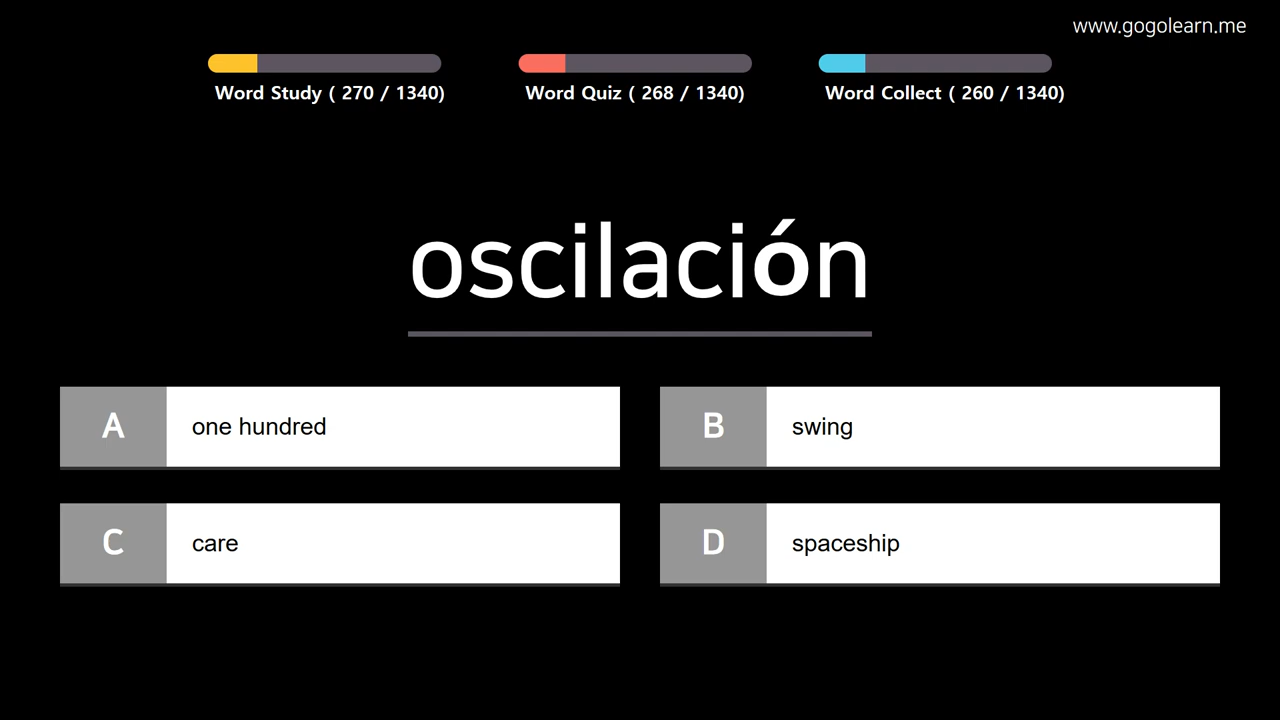 www.gogolearn.me
Word Study ( 270 / 1340)
Word Quiz ( 268 / 1340)
Word Collect ( 260 / 1340)
oscilación
A one hundred
B swing
C care
D spaceship